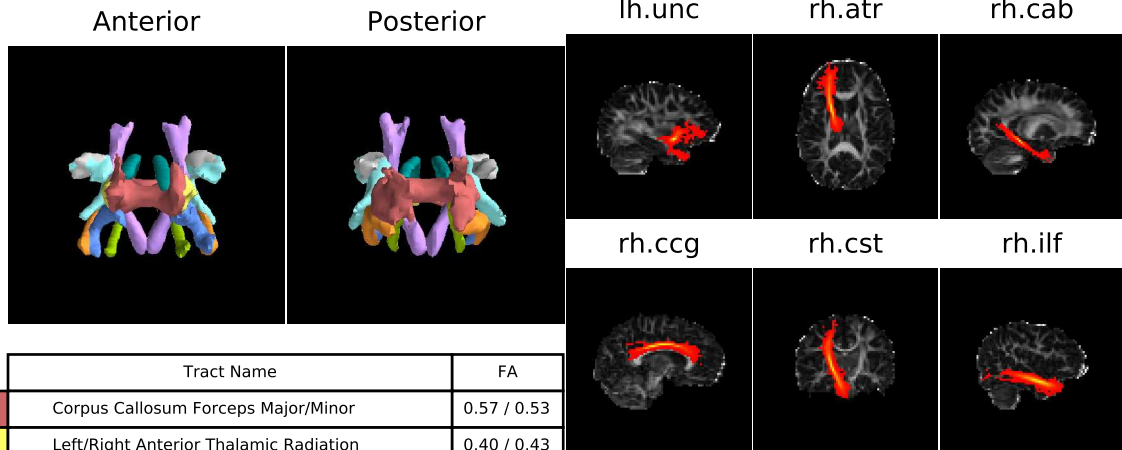 Anterior
Posterior
lh.unc
rh.atr
rh.cab
rh.ccg
rh.cst
rh.ilf
Tract Name
FA
Corpus Callosum Forceps Major/Minor
0.57 / 0.53
Left/Right Anterior Thalamic Radiation
0.40 / 0.43